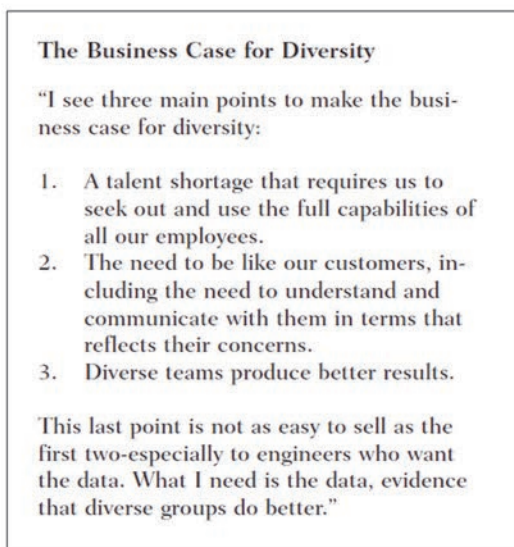 The Business Case for Diversity
“I see three main points to make the busi-
ness case for diversity:
1. A talent shortage that requires us to
seek out and use the full capabilities of
all our employees.
2. The need to be like our customers, in-
cluding the need to understand and
communicate with them in terms that
reflects their concerns.
3. Diverse teams produce better results.
This last point is not as easy to sell as the
first two-especially to engineers who want
the data. What I need is the data, evidence
that diverse groups do better.”